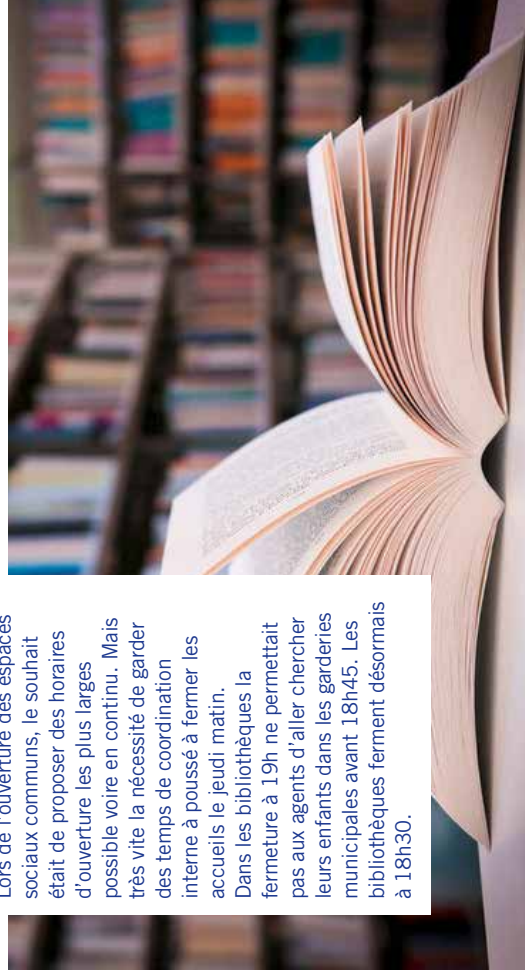 Lors de l'ouverture des espaces
sociaux communs, le souhait
était de proposer des horaires
d'ouverture les plus larges
possible voire en continu. Mais
très vite la nécessité de garder
des temps de coordination
interne à poussé à fermer les
accueils le jeudi matin.
Dans les bibliothèques la
fermeture à 19h ne permettait
pas aux agents d'aller chercher
leurs enfants dans les garderies
municipales avant 18h45. Les
bibliothèques ferment désormais
à 18h30.